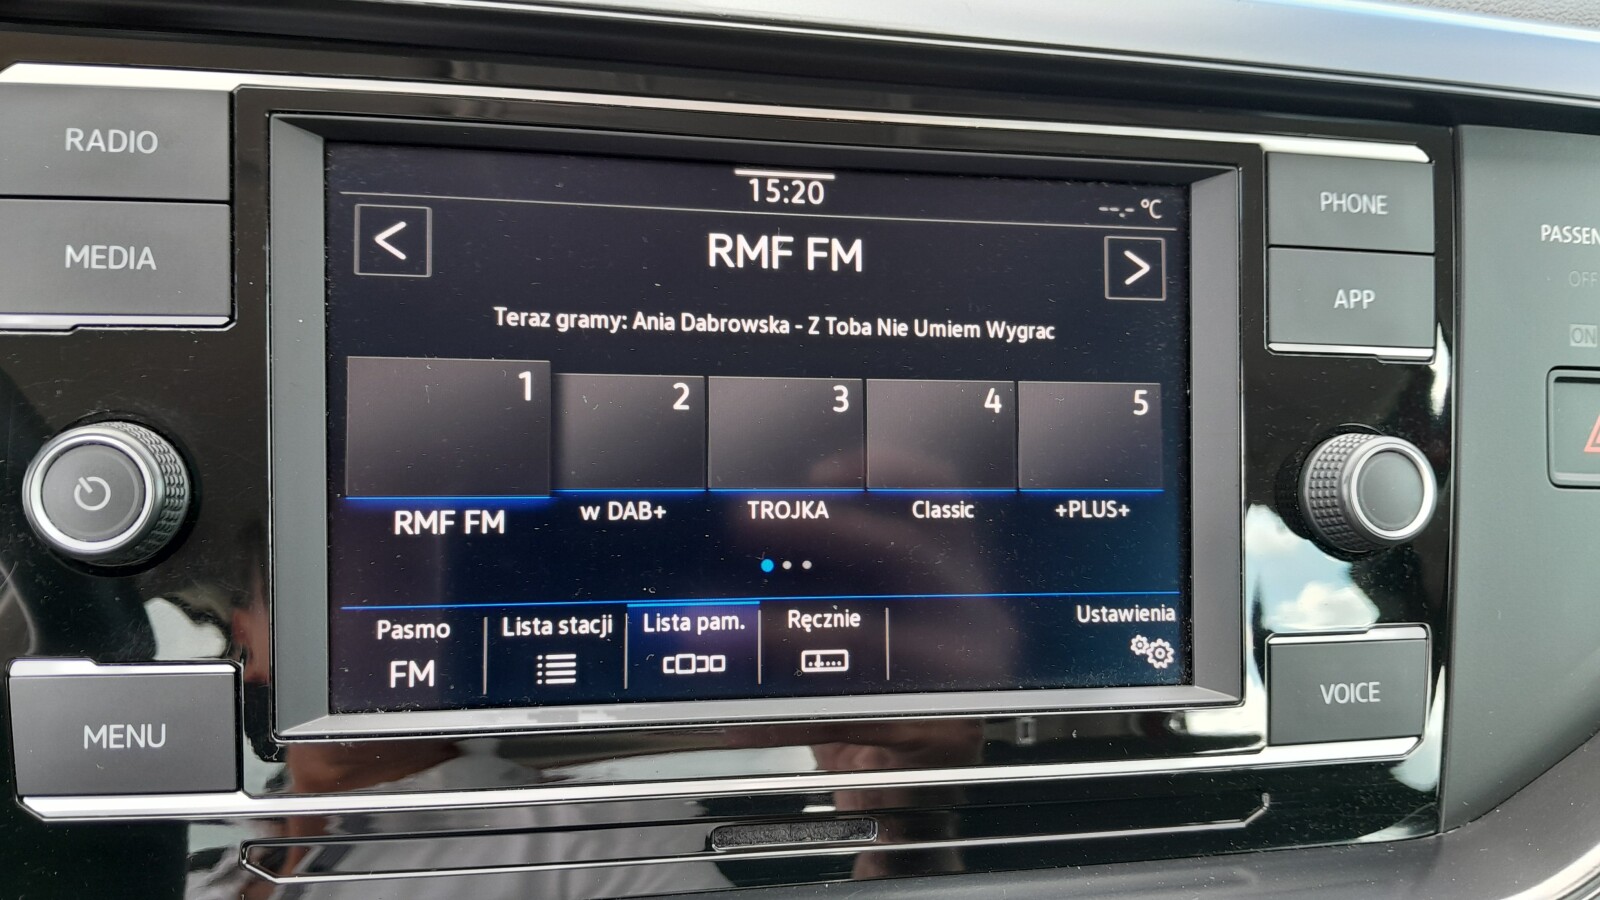 RADIO
MEDIA
MENU
15:20
--.- °C
<
RMF FM
>
Teraz gramy: Ania Dabrowska - Z Toba Nie Umiem Wygrac
1
2
3
4
5
RMF FM
w DAB+
TROJKA
Classic
+PLUS+
Pasmo
FM
Lista stacji
Lista pam.
Ręcznie
Ustawienia
PHONE
APP
VOICE
PASSEN
OFF
ON